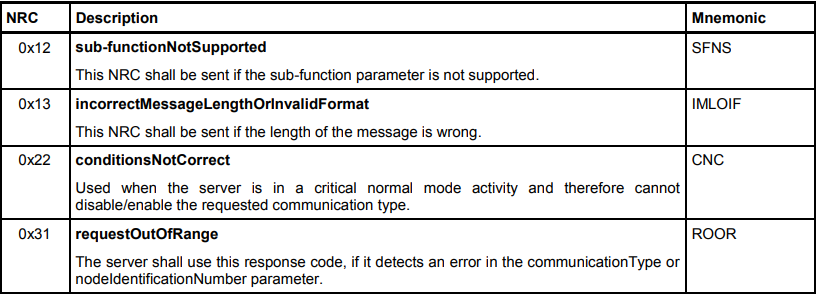 NRC Description Mnemonic
0x12 sub-functionNotSupported SFNS
This NRC shall be sent if the sub-function parameter is not supported.
0x13 incorrectMessageLengthOrInvalidFormat IMLOIF
This NRC shall be sent if the length of the message is wrong.
0x22 conditionsNotCorrect CNC
Used when the server is in a critical normal mode activity and therefore cannot
disable/enable the requested communication type.
0x31 requestOutOfRange ROOR
The server shall use this response code, if it detects an error in the communicationType or
nodeIdentificationNumber parameter.